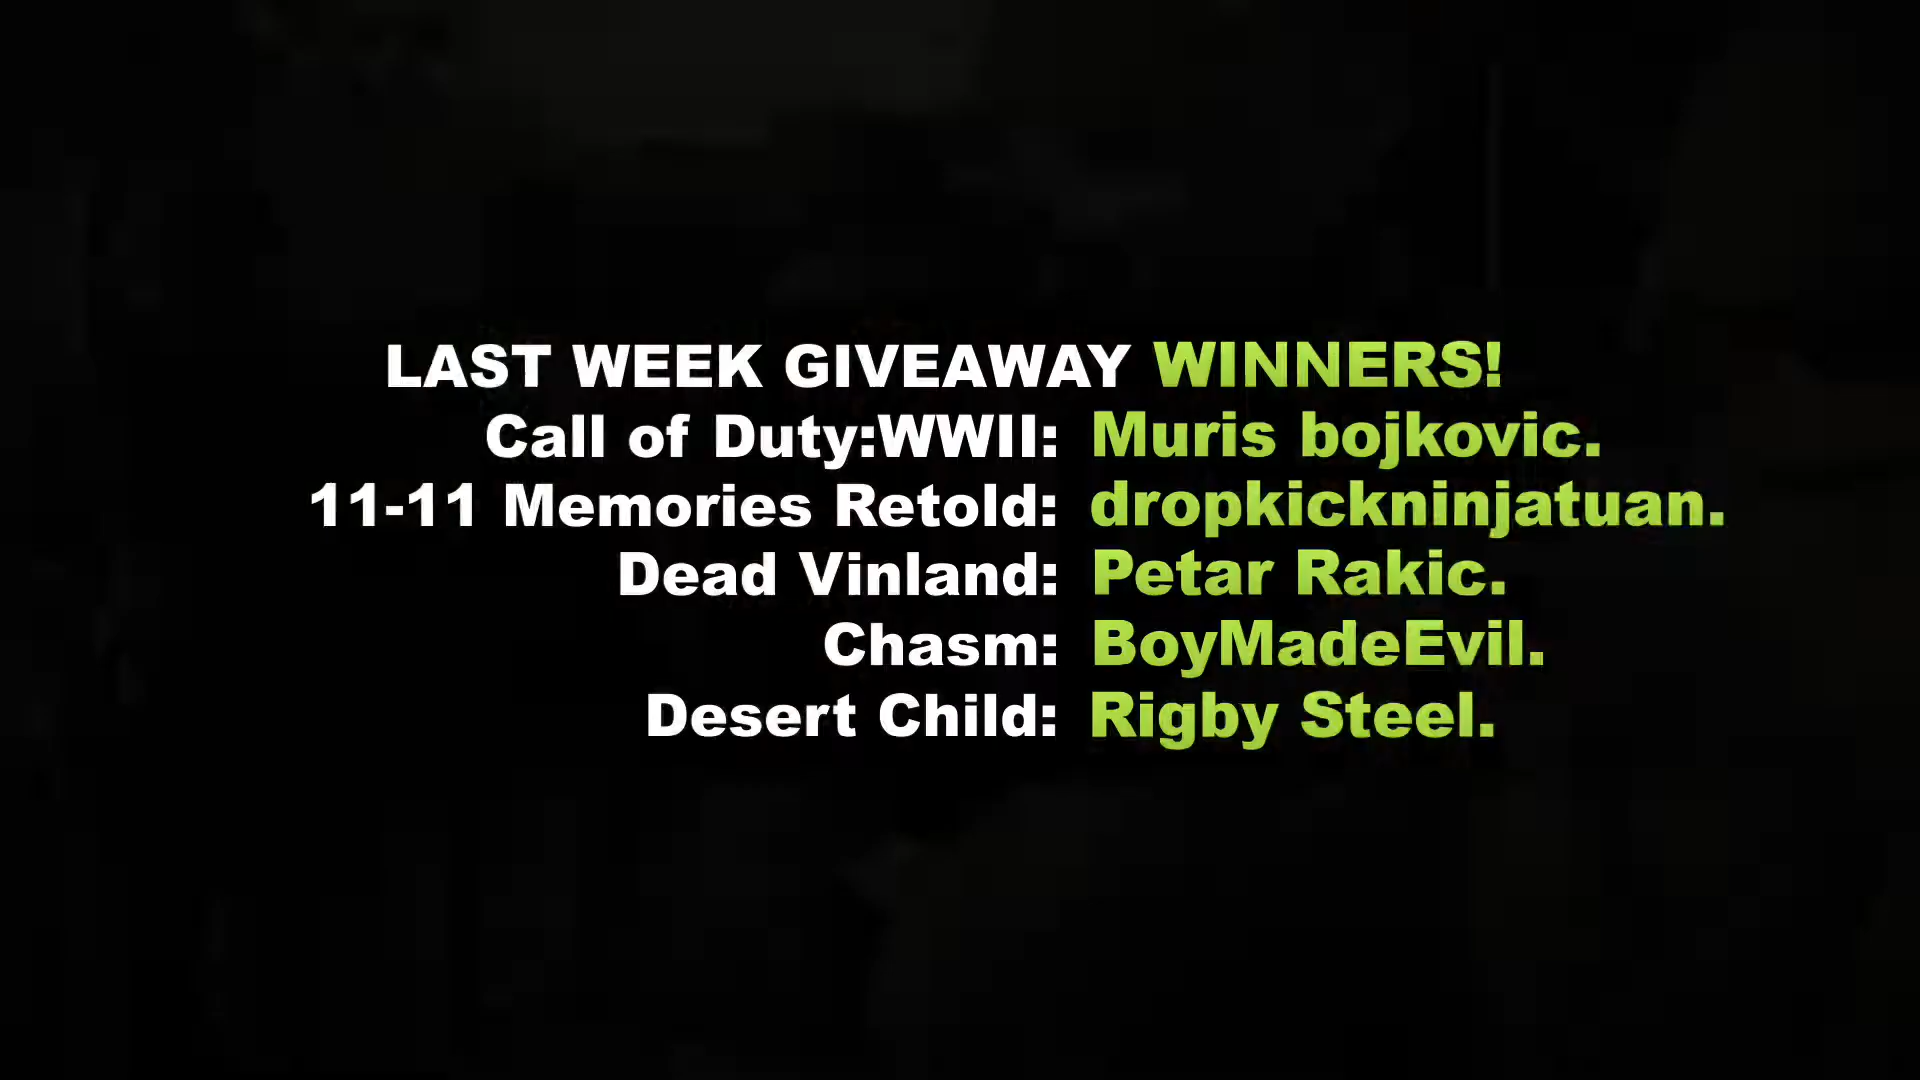 LAST WEEK GIVEAWAY WINNERS!
Call of Duty:WWII: Muris bojkovic.
11-11 Memories Retold: dropkickninjatuan.
Dead Vinland: Petar Rakic.
Chasm: BoyMadeEvil.
Desert Child: Rigby Steel.